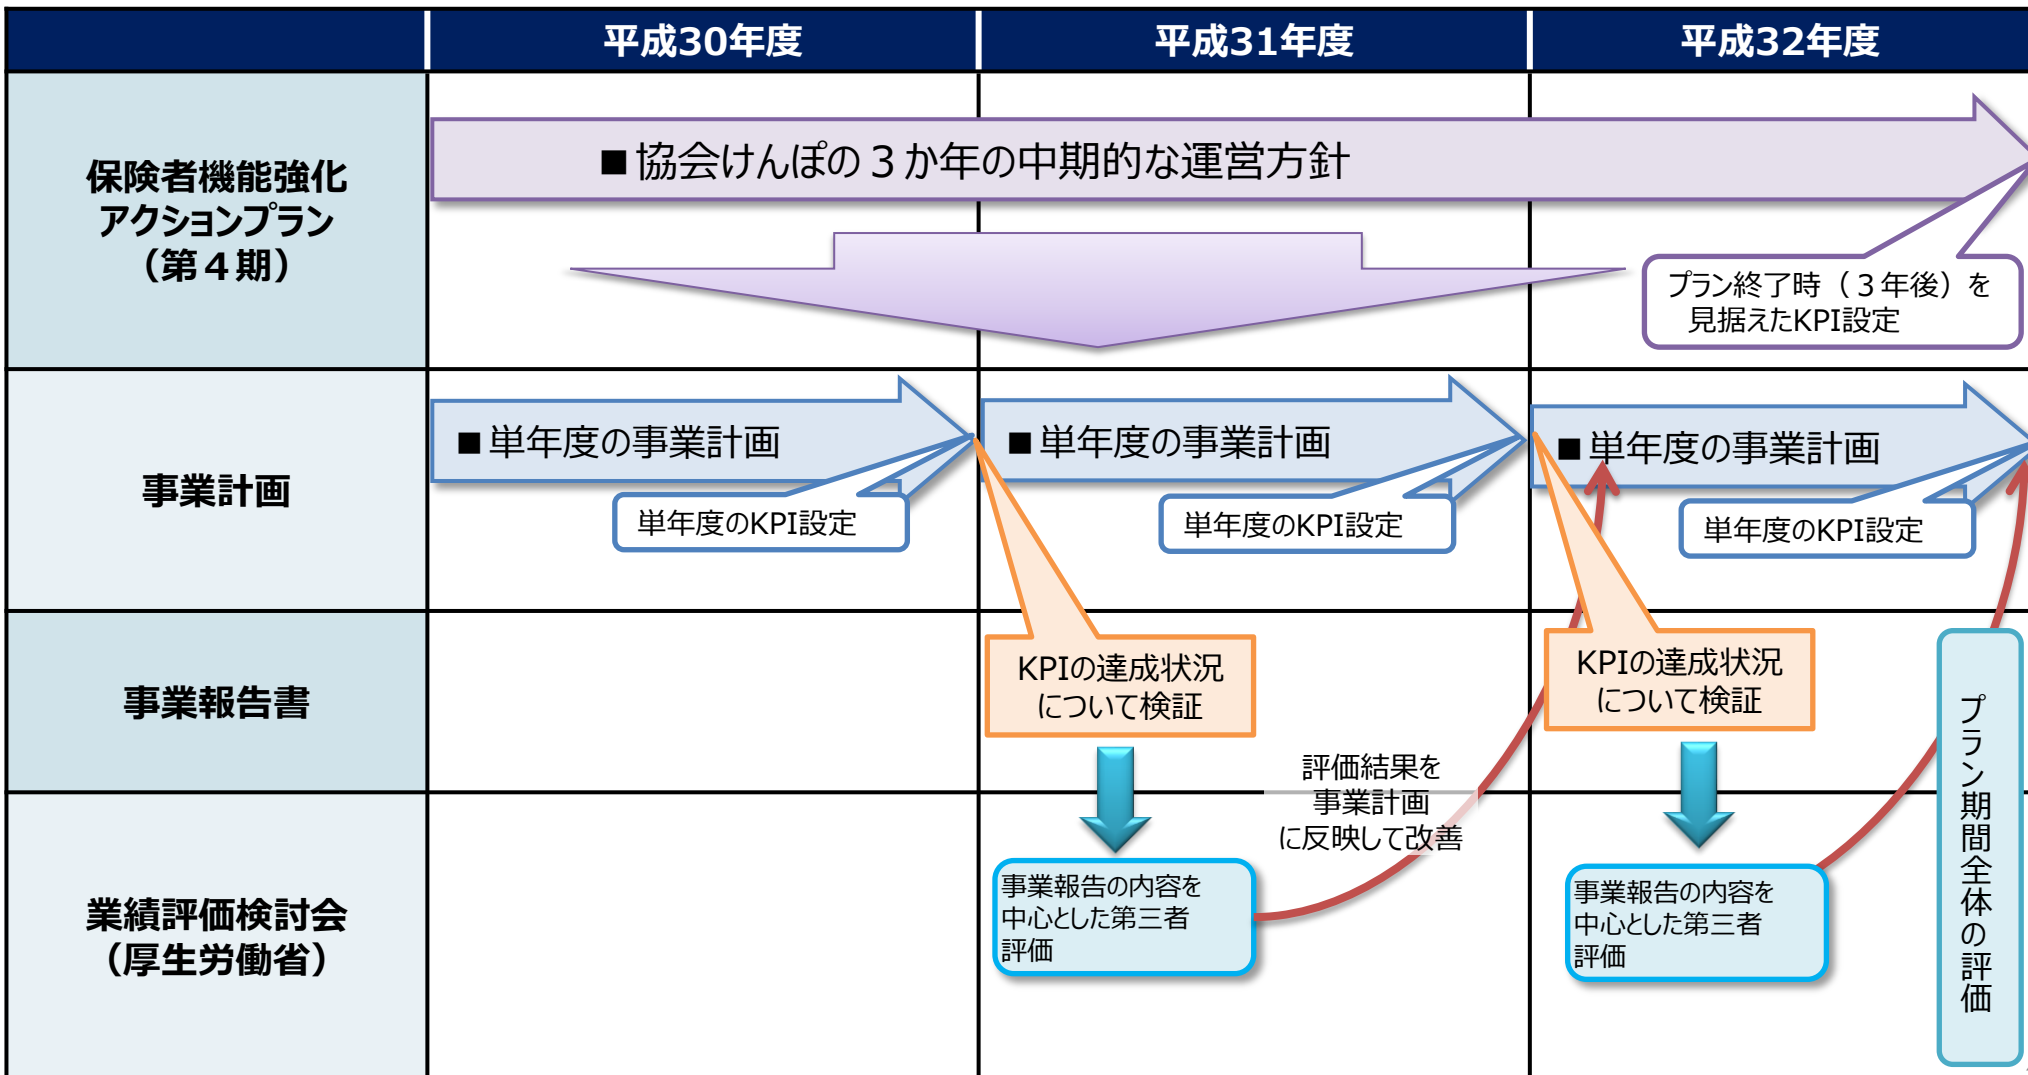 平成30年度
平成31年度
平成32年度
保険者機能強化
アクションプラン
（第４期）
■協会けんぽの３か年の中期的な運営方針
プラン終了時（３年後）を
見据えたKPI設定
事業計画
■単年度の事業計画
単年度のKPI設定
■単年度の事業計画
単年度のKPI設定
■単年度の事業計画
単年度のKPI設定
事業報告書
KPIの達成状況
について検証
KPIの達成状況
について検証
評価結果を
事業計画
に反映して改善
プラン期間全体の評価
業績評価検討会
（厚生労働省）
事業報告の内容を
中心とした第三者
評価
事業報告の内容を
中心とした第三者
評価